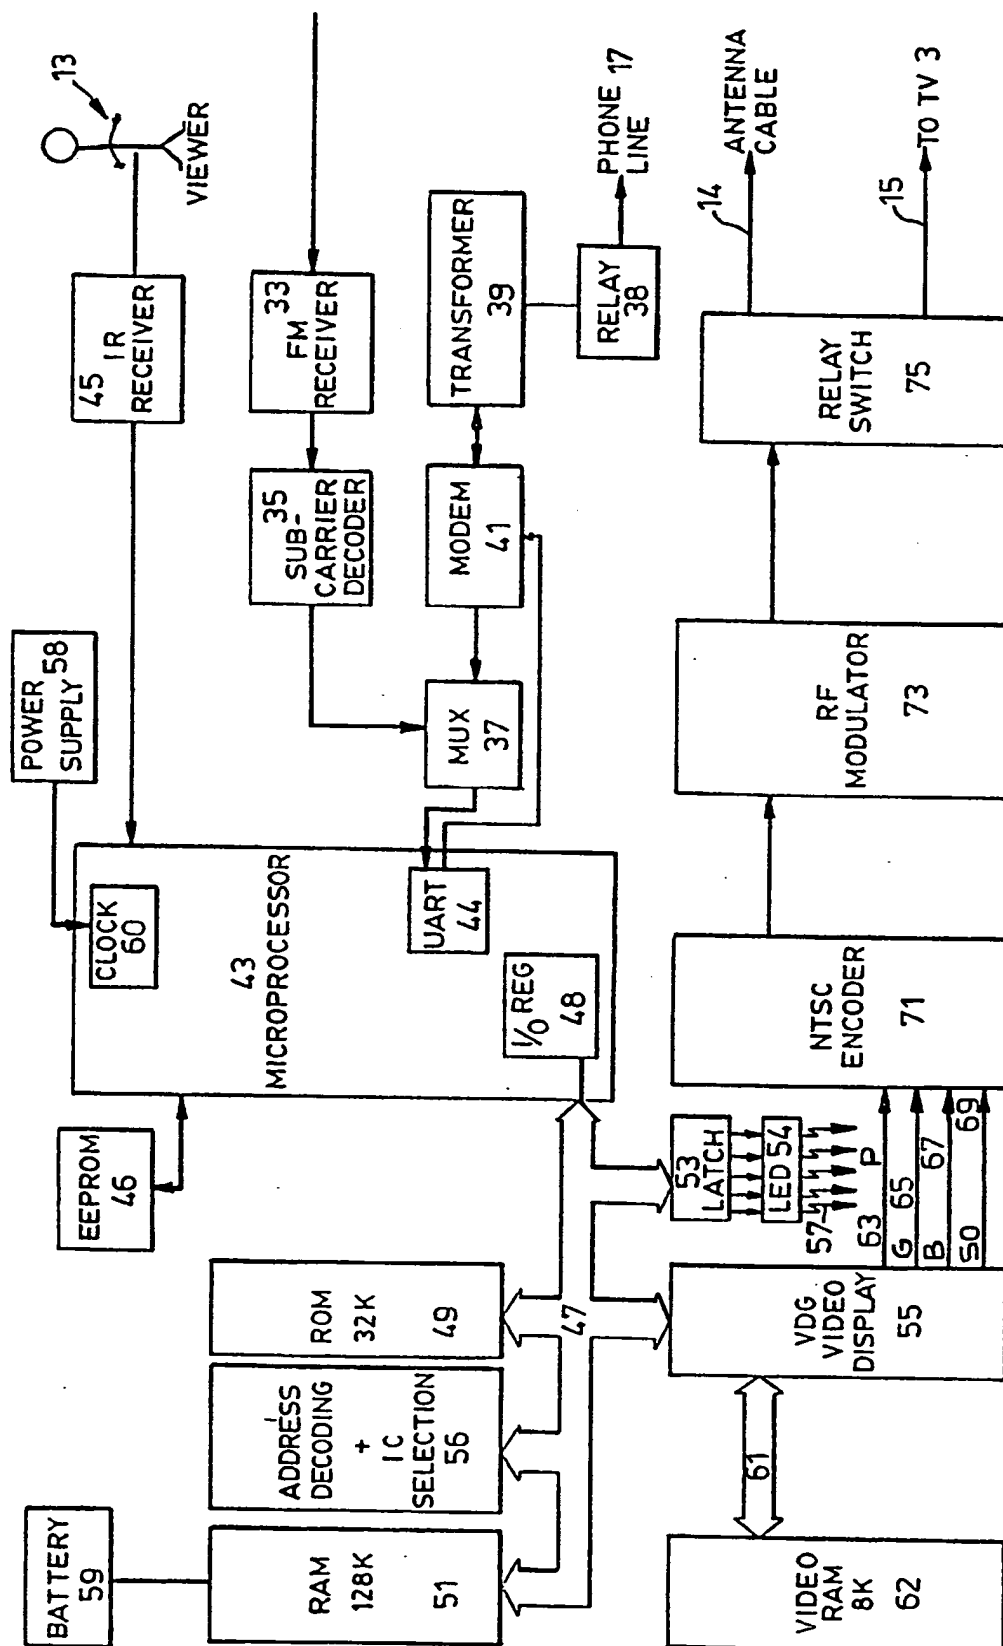 BATTERY
59
RAM
128K
51
ADDRESS
DECODING
+
IC
SELECTION
56
ROM
32K
49
EEPROM
46
47
POWER
SUPPLY 58
CLOCK
60
43
MICROPROCESSOR
UART
44
I/O REG
48
45
IR
RECEIVER
13
VIEWER
33
FM
RECEIVER
35
SUB-
CARRIER
DECODER
MUX
37
MODEM
41
TRANSFORMER
39
RELAY
38
PHONE 17
LINE
VIDEO
RAM
8K
62
61
VDG
VIDEO
DISPLAY
55
53
LATCH
LED 54
57
63 P
G 65
B 67
SO 69
NTSC
ENCODER
71
RF
MODULATOR
73
RELAY
SWITCH
75
14
ANTENNA
CABLE
15
TO TV 3